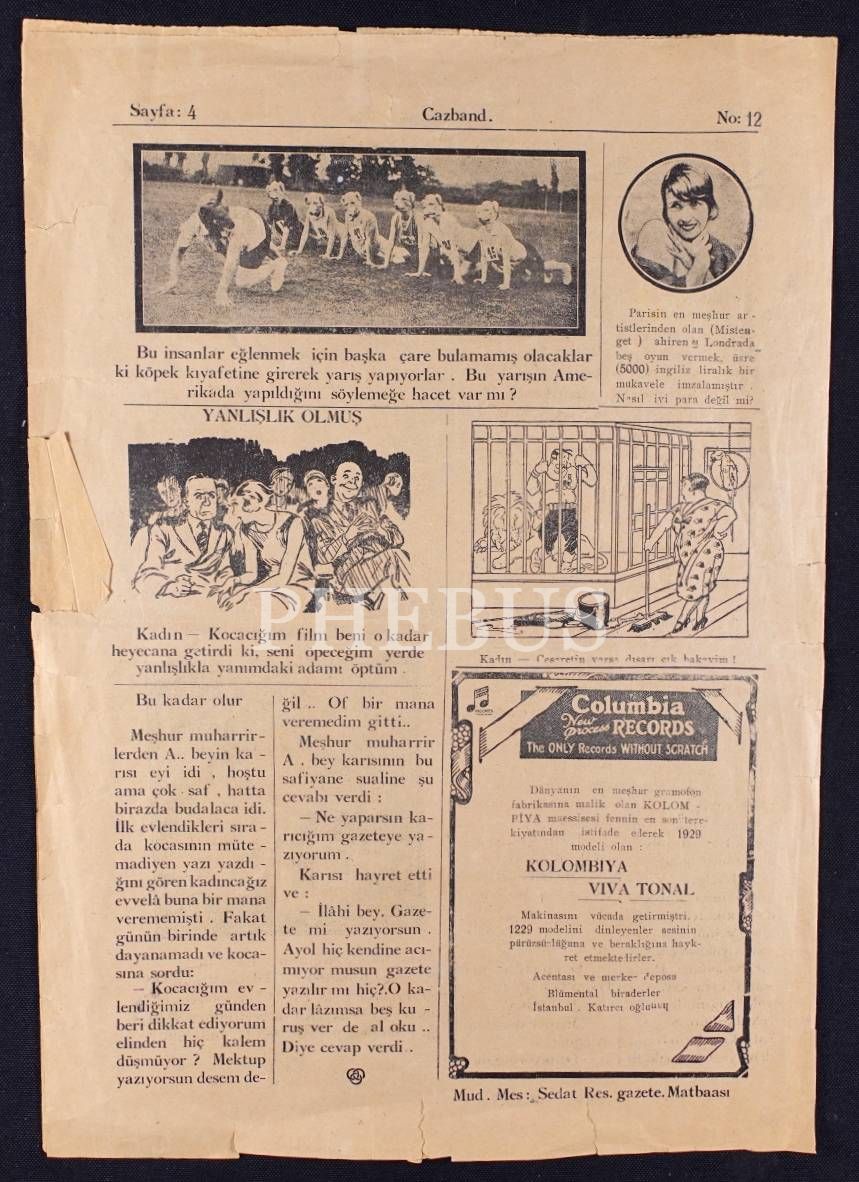 Sayfa: 4
Cazband.
No: 12
Bu insanlar eğlenmek için başka çare bulamamış olacaklar
ki köpek kıyafetine girerek yarış yapıyorlar . Bu yarışın Ame-
rikada yapıldığını söylemeğe hacet var mı ?
Parisin en meşhur ar -
tistlerinden olan (Misten-
get ) ahiren Londrada
beş oyun vermek, üsre
(5000) ingiliz liralık bir
mukavele imzalamıştır .
Nasıl iyi para değil mi?
YANLIŞLIK OLMUŞ
Kadın — Kocacığım film beni o kadar
heyecana getirdi ki, seni öpeceğim yerde
yanlışlıkla yanımdaki adamı öptüm .
Kadın — Cesaretin varsa dışarı çık bakayim !
Bu kadar olur
Meşhur muharrir-
lerden A.. beyin ka -
rısı eyi idi , hoştu
ama çok saf , hatta
birazda budalaca idi.
İlk evlendikleri sıra -
da kocasının müte -
madiyen yazı yazdı -
ğını gören kadıncağız
evvelâ buna bir mana
verememişti . Fakat
günün birinde artık
dayanamadı ve koca-
sına sordu:
— Kocacığım ev -
lendiğimiz günden
beri dikkat ediyorum
elinden hiç kalem
düşmüyor ? Mektup
yazıyorsun desem de-
ğil .. Of bir mana
veremedim gitti..
Meşhur muharrir
A . bey karısının bu
safiyane sualine şu
cevabı verdi :
— Ne yaparsın ka-
rıcığım gazeteye ya -
zıyorum .
Karısı hayret etti
ve :
— İlâhi bey. Gaze-
te mi yazıyorsun .
Ayol hiç kendine acı-
mıyor musun gazete
yazılır mı hiç?.O ka-
dar lâzımsa beş ku -
ruş ver de al oku ..
Diye cevap verdi .
Columbia
New process RECORDS
The ONLY Records WITHOUT SCRATCH
Dünyanın en meşhur gramofon
fabrikasına malik olan KOLOM -
PİYA müessisesi fennin en son tere-
kiyatından istifade ederek 1929
modeli olan :
KOLOMBIYA
VIVA TONAL
Makinasını vücuda getirmiştri.
1229 modelini dinleyenler sesinin
pürüzsülüğuna ve beraklığına hayk-
ret etmektelirler.
Acentası ve merkez deposu
Blümental biraderler
İstanbul . Katırcı oğlu
Mud . Mes: Sedat Res. gazete. Matbaası
PHEBUS